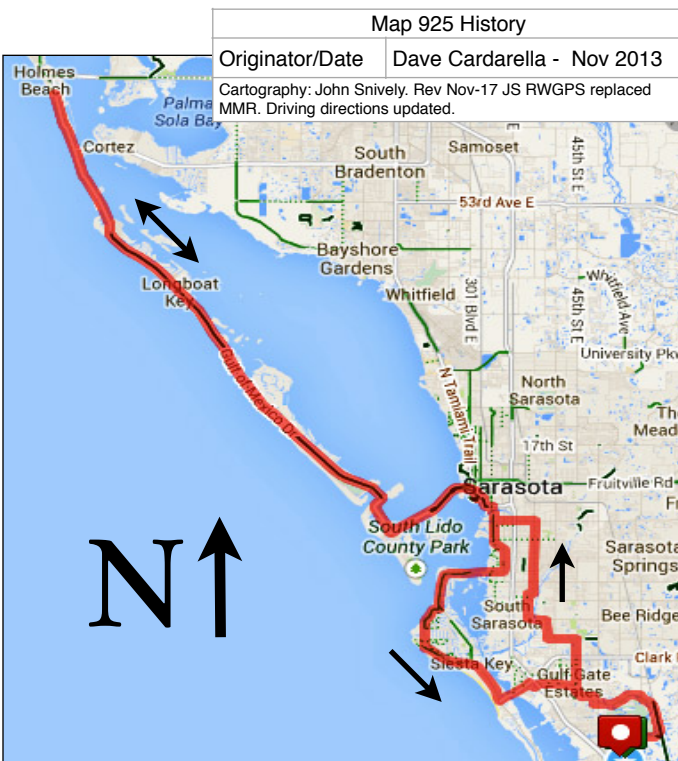 Map 925 History
Originator/Date
Dave Cardarella - Nov 2013
Cartography: John Snively. Rev Nov-17 JS RWGPS replaced
MMR. Driving directions updated.
Holmes
Beach
Palma
Sola Bay
Cortez
South
Bradenton
Samoset
E
45th St E
53rd Ave E
Bayshore
Gardens
Longboat
Key
Whitfield
301 Blvd E
45th St E
Whitfield Ave
University Pkw
Gulf of Mexico Dr
N Tamiami Trail
North
Sarasota
The
Mead
17th St
Sarasota
Fruitville Rd
Fr
South Lido
County Park
N
Sarasota
Springs
South
Sarasota
Bee Ridge
Siesta Key
Clark
Gulf Gate
Estates